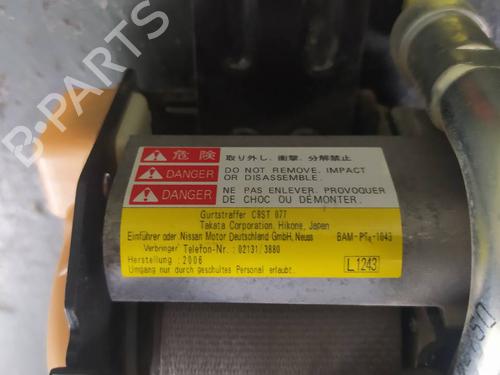 B-PARTS
⚠ 危険 取り外し、衝撃、分解禁止
⚠ DANGER DO NOT REMOVE, IMPACT
OR DISASSEMBLE.
⚠ DANGER NE PAS ENLEVER, PROVOQUER
DE CHOC OU DÉMONTER.
Gurtstraffer C9ST 077
Takata Corporation, Hikone, Japan
Einführer oder Nissan Motor Deutschland GmbH, Neuss BAM-PT₁-1043
Verbringer Telefon-Nr.: 02131/3880
Herstellung :2006
Umgang nur durch geschultes Personal erlaubt.
L1243